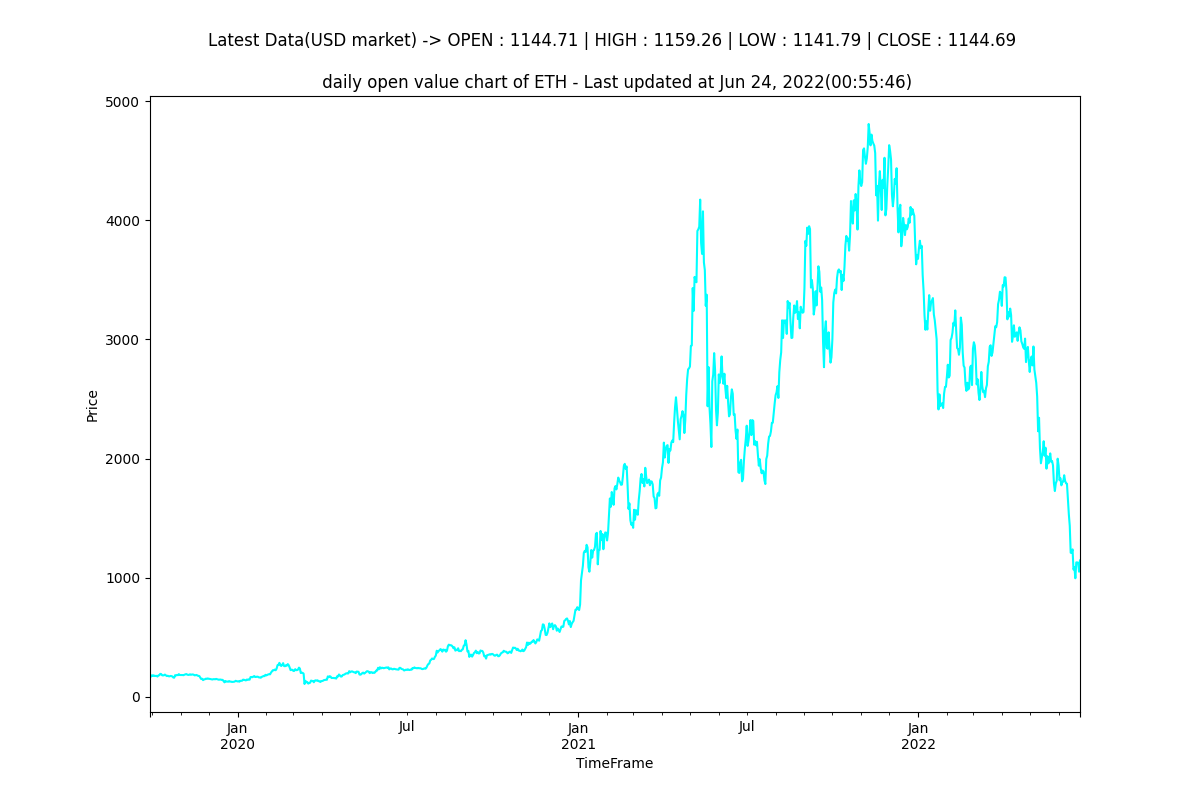 Latest Data(USD market) -> OPEN : 1144.71 | HIGH : 1159.26 | LOW : 1141.79 | CLOSE : 1144.69
daily open value chart of ETH - Last updated at Jun 24, 2022(00:55:46)
5000
4000
3000
2000
1000
0
Price
Jan
2020
Jul
Jan
2021
Jul
Jan
2022
TimeFrame